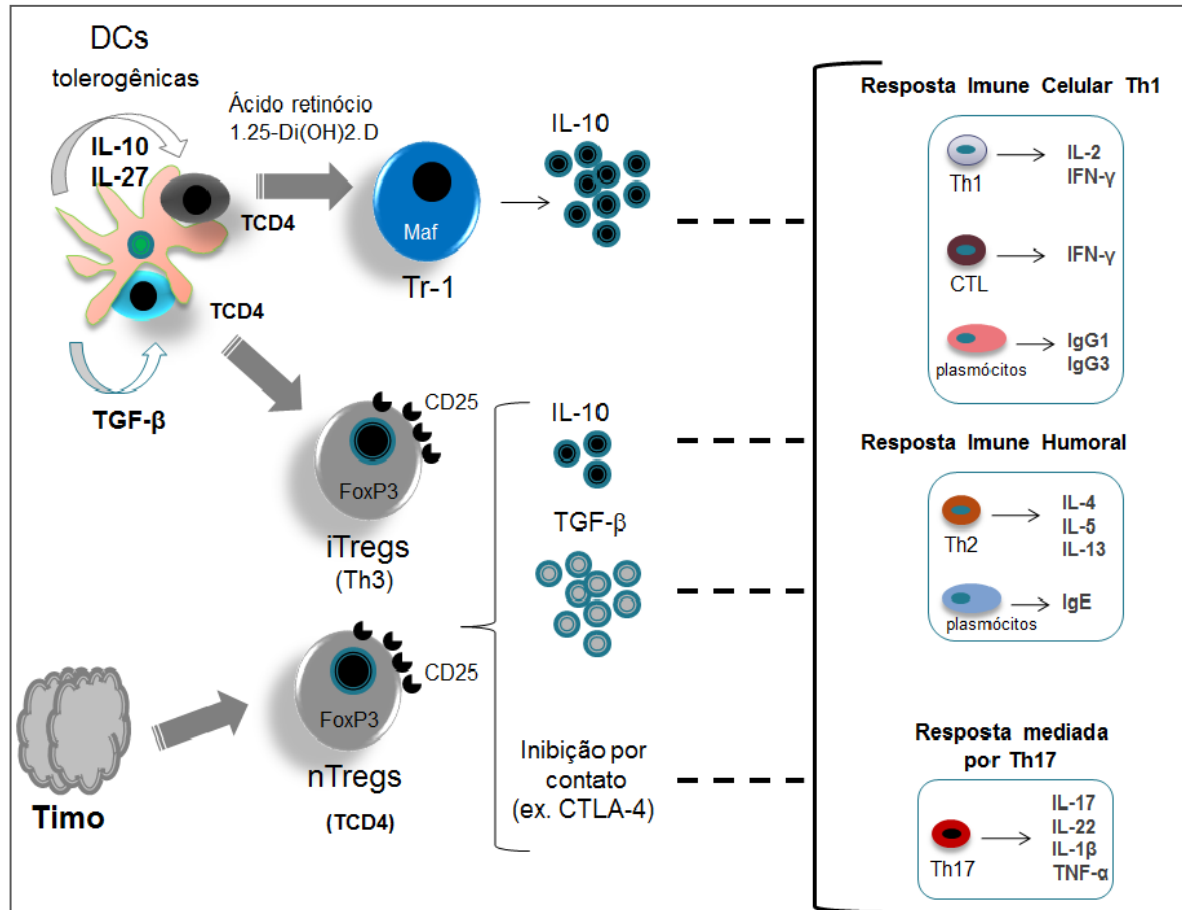 DCs
tolerogênicas
IL-10
IL-27
TCD4
Ácido retinócio
1.25-Di(OH)2.D
Maf
Tr-1
IL-10
TCD4
TGF-β
CD25
FoxP3
iTregs
(Th3)
IL-10
TGF-β
Timo
CD25
FoxP3
nTregs
(TCD4)
Inibição por
contato
(ex. CTLA-4)
Resposta Imune Celular Th1
Th1
IL-2
IFN-γ
CTL
IFN-γ
plasmócitos
IgG1
IgG3
Resposta Imune Humoral
Th2
IL-4
IL-5
IL-13
plasmócitos
IgE
Resposta mediada
por Th17
Th17
IL-17
IL-22
IL-1β
TNF-α